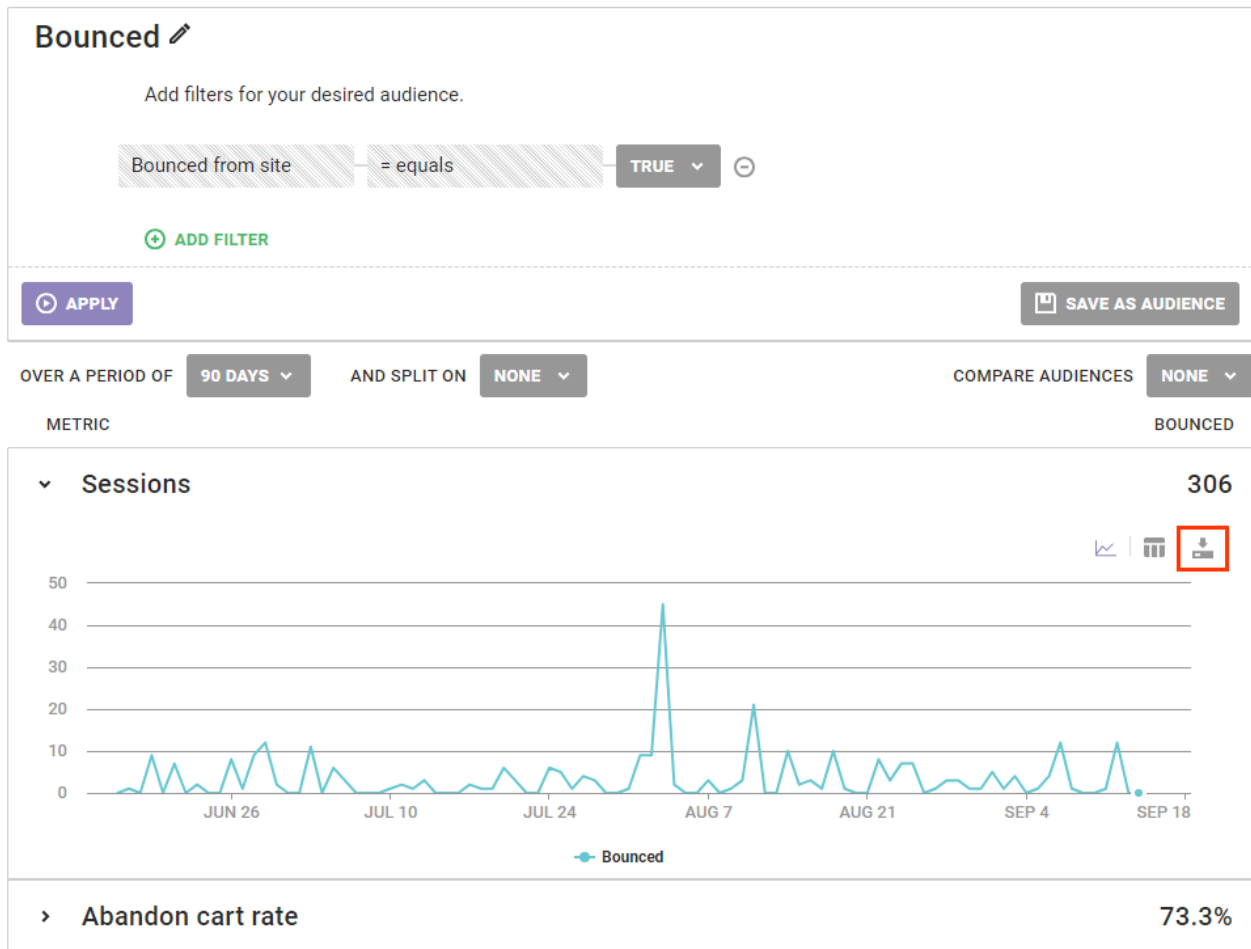 Bounced
Add filters for your desired audience.
Bounced from site = equals TRUE
ADD FILTER
APPLY SAVE AS AUDIENCE
OVER A PERIOD OF 90 DAYS AND SPLIT ON NONE COMPARE AUDIENCES NONE
METRIC BOUNCED
Sessions 306
50
40
30
20
10
0
JUN 26 JUL 10 JUL 24 AUG 7 AUG 21 SEP 4 SEP 18
Bounced
Abandon cart rate 73.3%